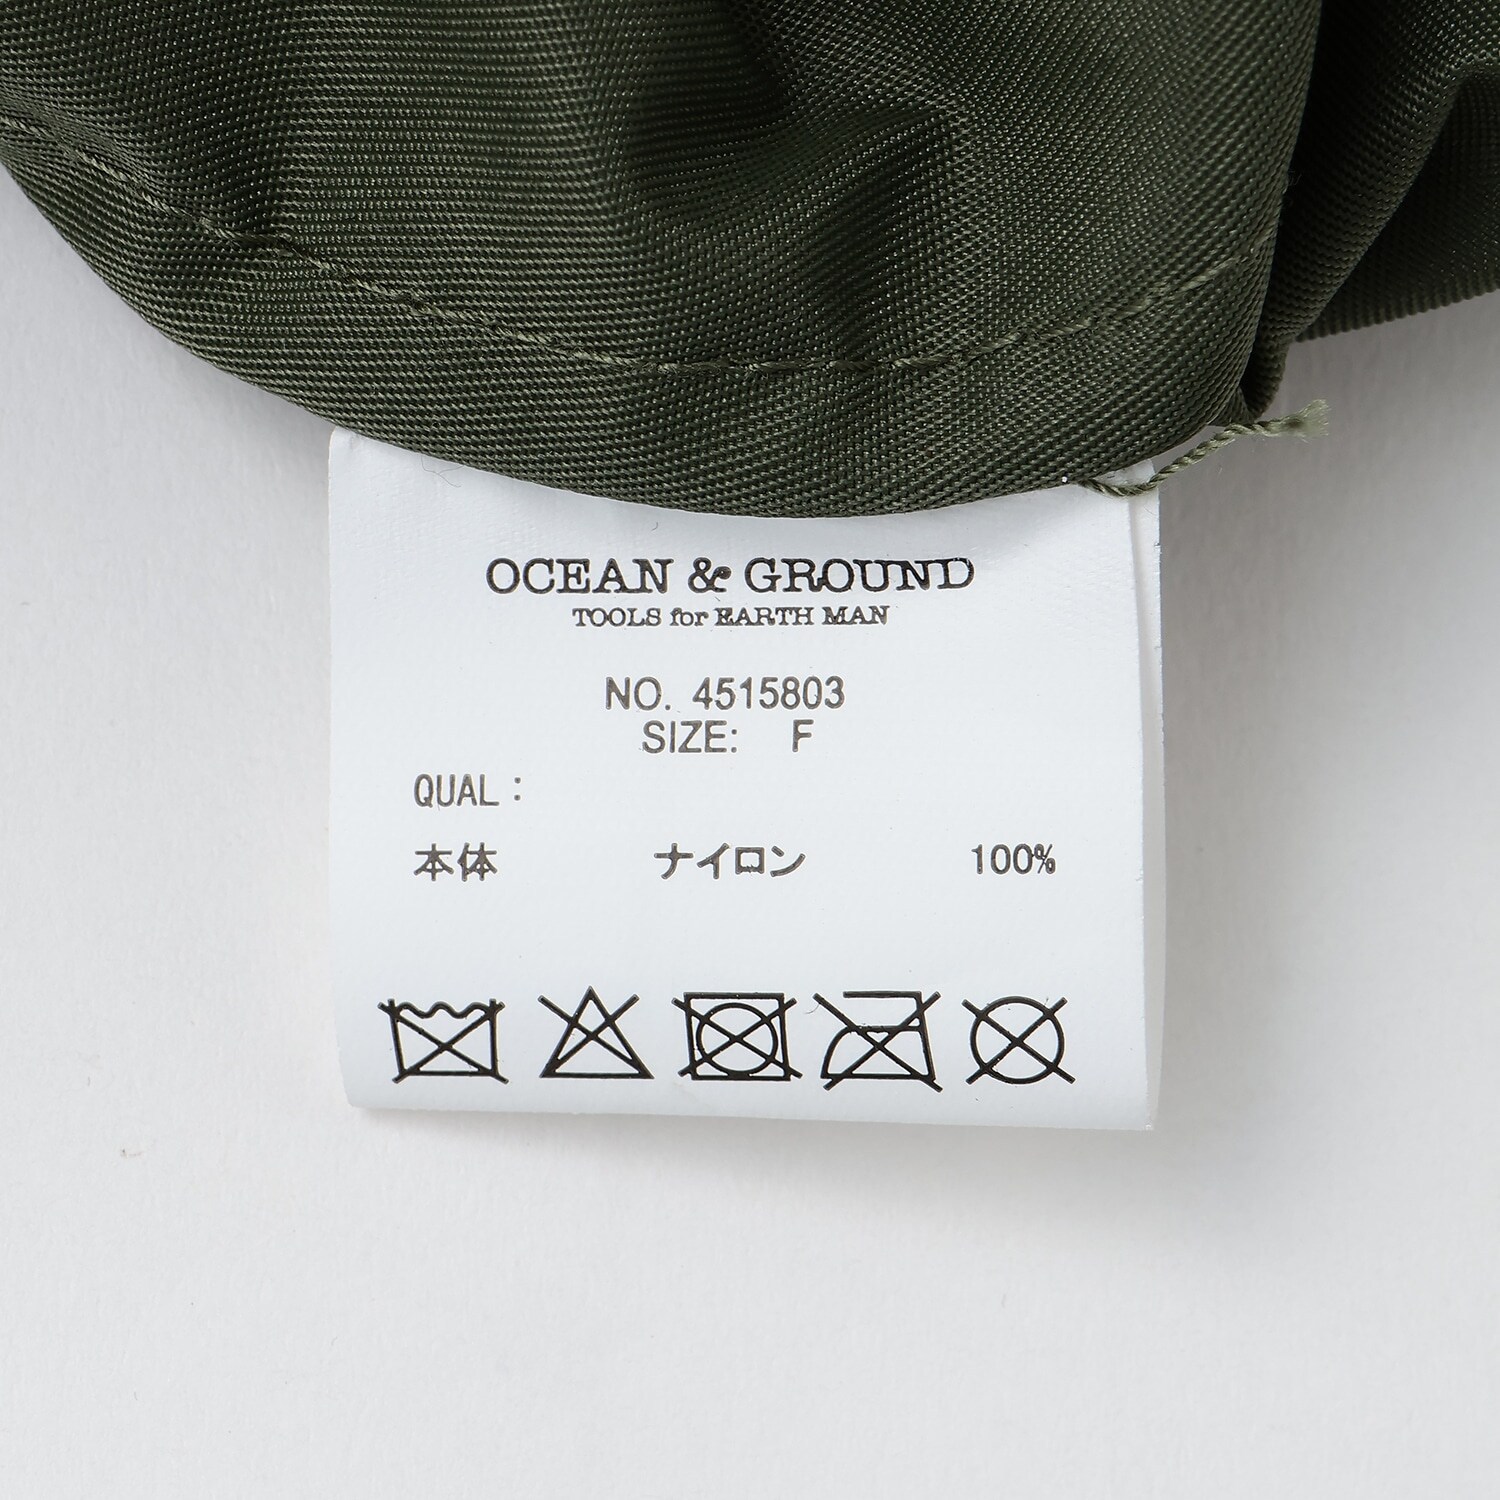 OCEAN & GROUND
TOOLS for EARTH MAN
NO. 4515803
SIZE: F
QUAL：
本体 ナイロン 100%